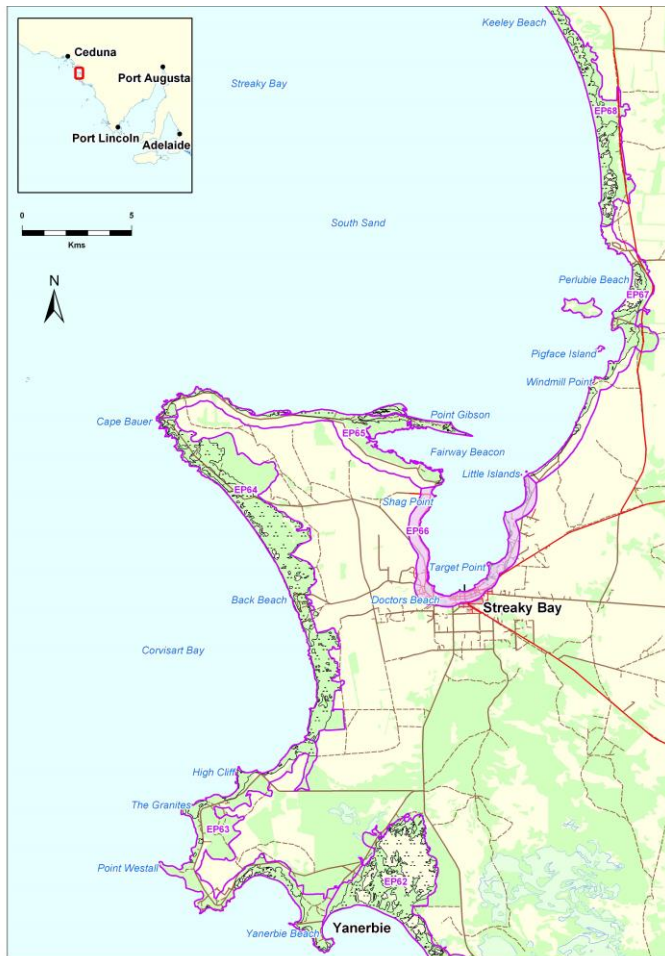 Keeley Beach
Ceduna
Port Augusta
Port Lincoln
Adelaide
Streaky Bay
EP68
0 5
Kms
South Sand
N
Perlubie Beach
EP67
Pigface Island
Windmill Point
Cape Bauer
Point Gibson
EP65
Fairway Beacon
Little Islands
EP64
Shag Point
EP66
Target Point
Back Beach
Doctors Beach
Streaky Bay
Corvisart Bay
High Cliff
The Granites
EP63
Point Westall
EP62
Yanerbie Beach
Yanerbie